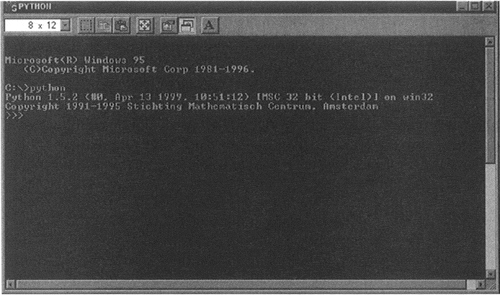 PYTHON
8 x 12
A
Microsoft(R) Windows 95
(C)Copyright Microsoft Corp 1981-1996.
C:\>python
Python 1.5.2 (#0, Apr 13 1999, 10:51:12) [MSC 32 bit (Intel)] on win32
Copyright 1991-1995 Stichting Mathematisch Centrum, Amsterdam
>>>